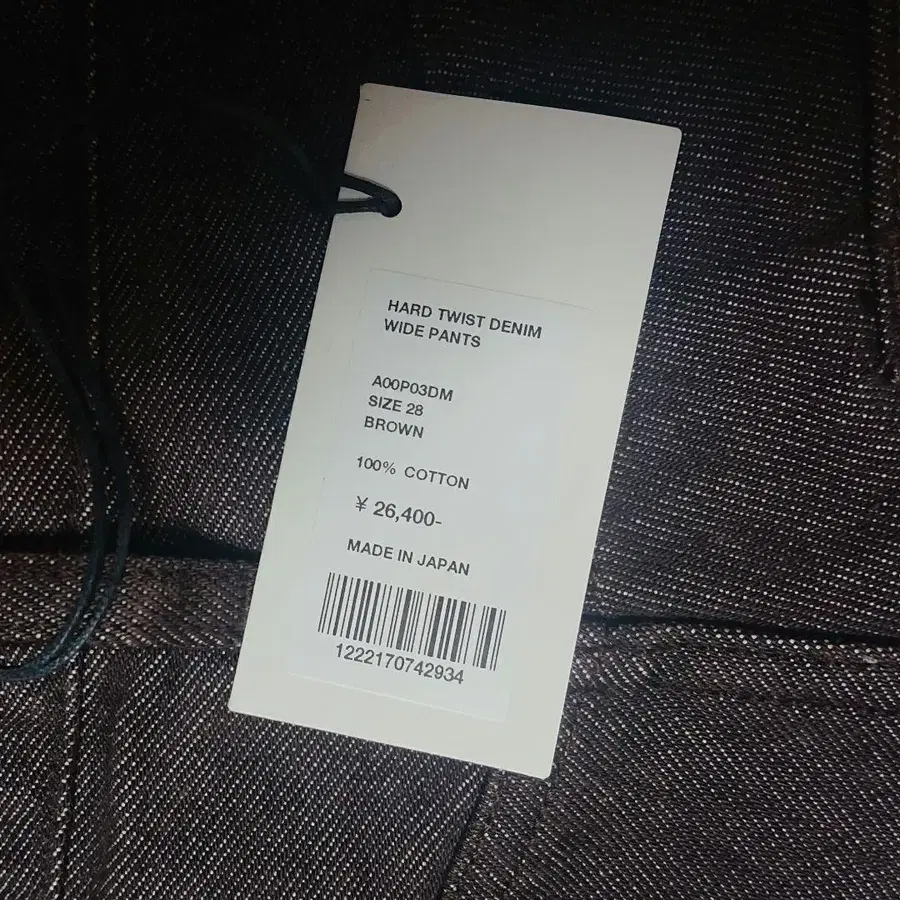 HARD TWIST DENIM
WIDE PANTS
A00P03DM
SIZE 28
BROWN
100% COTTON
¥ 26,400-
MADE IN JAPAN
1222170742934